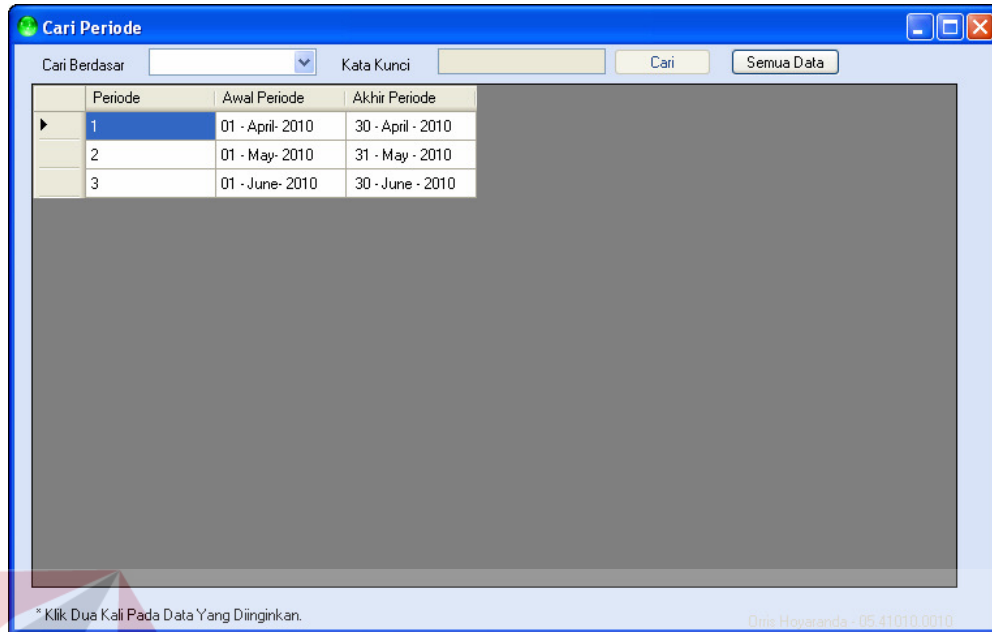 Cari Periode
Cari Berdasar Kata Kunci Cari Semua Data
Periode Awal Periode Akhir Periode
1 01 - April- 2010 30 - April - 2010
2 01 - May- 2010 31 - May - 2010
3 01 - June- 2010 30 - June - 2010
* Klik Dua Kali Pada Data Yang Diinginkan.
Orris Hoyaranda - 05.41010.0010